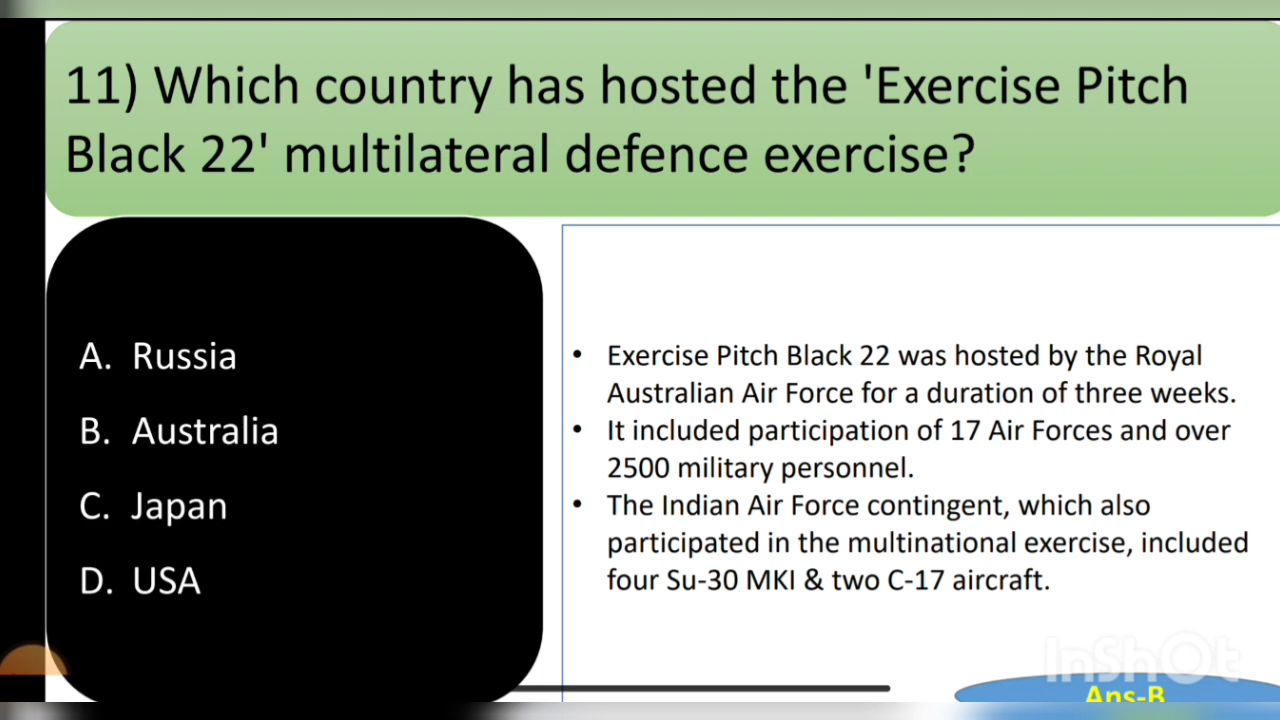 11) Which country has hosted the 'Exercise Pitch
Black 22' multilateral defence exercise?
A. Russia
B. Australia
C. Japan
D. USA
• Exercise Pitch Black 22 was hosted by the Royal
Australian Air Force for a duration of three weeks.
• It included participation of 17 Air Forces and over
2500 military personnel.
• The Indian Air Force contingent, which also
participated in the multinational exercise, included
four Su-30 MKI & two C-17 aircraft.
InShOt
Ans-B